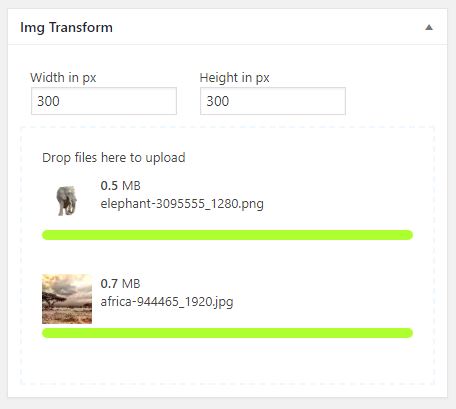 Img Transform
Width in px
Height in px
300
300
Drop files here to upload
0.5 MB
elephant-3095555_1280.png
0.7 MB
africa-944465_1920.jpg